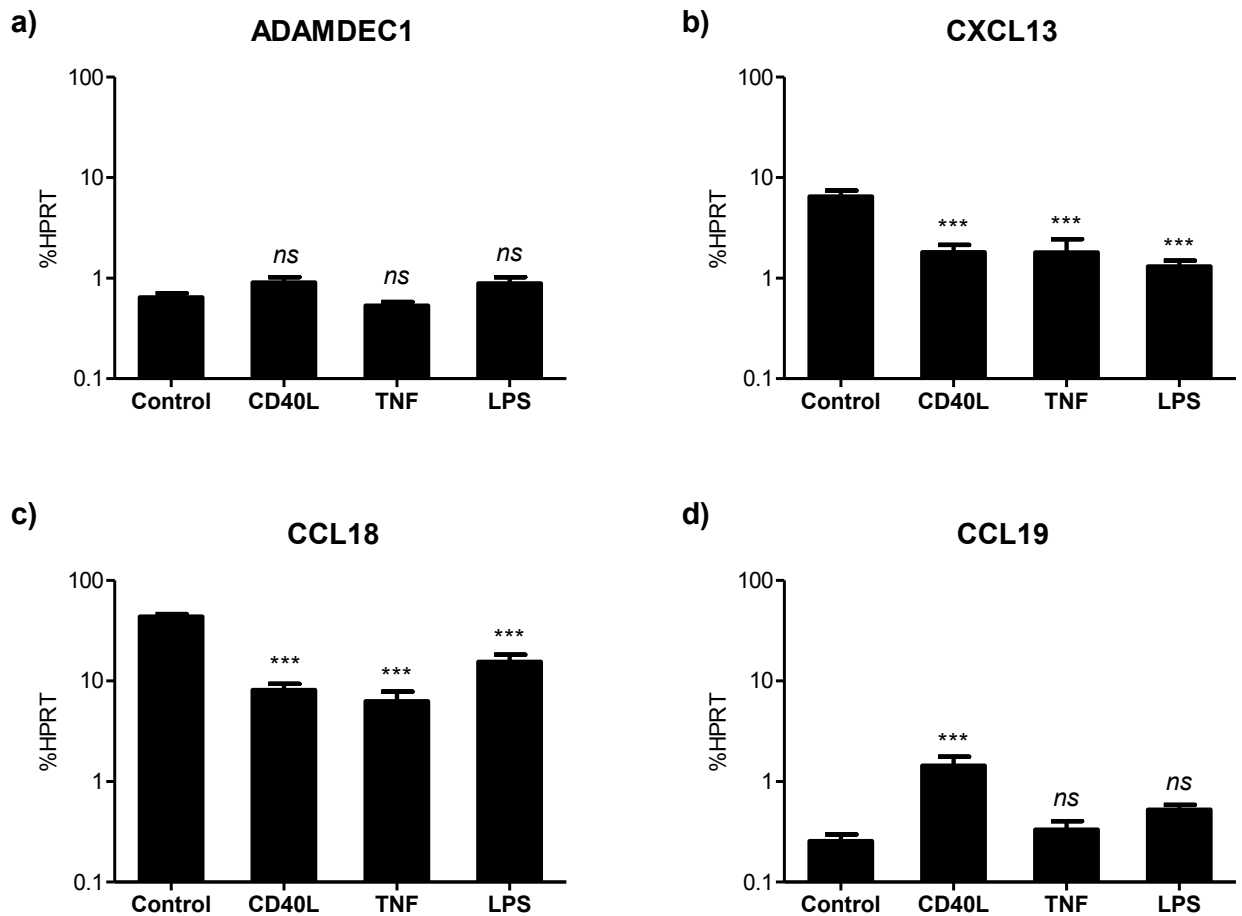 a)
ADAMDEC1
%HPRT
100
10
1
0.1
ns
ns
ns
Control CD40L TNF LPS
b)
CXCL13
%HPRT
100
10
1
0.1
***
***
***
Control CD40L TNF LPS
c)
CCL18
%HPRT
100
10
1
0.1
***
***
***
Control CD40L TNF LPS
d)
CCL19
%HPRT
100
10
1
0.1
***
ns
ns
Control CD40L TNF LPS